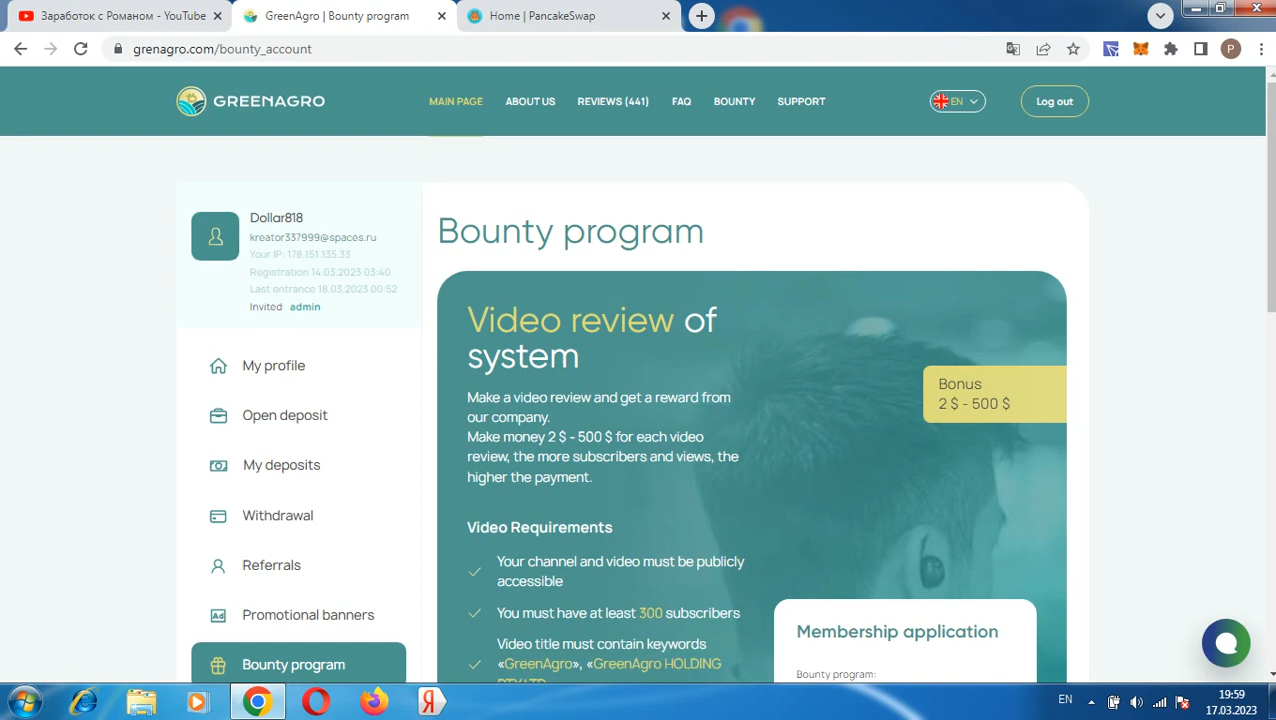 Заработок с Романом - YouTube
GreenAgro | Bounty program
Home | PancakeSwap
grenagro.com/bounty_account
P
GREENAGRO
MAIN PAGE
ABOUT US
REVIEWS (441)
FAQ
BOUNTY
SUPPORT
EN
Log out
Dollar818
kreator337999@spaces.ru
Your IP: 178.151.135.33
Registration 14.03.2023 03:40
Last entrance 18.03.2023 00:52
Invited admin
My profile
Open deposit
My deposits
Withdrawal
Referrals
Ad Promotional banners
Bounty program
Bounty program
Video review of
system
Make a video review and get a reward from
our company.
Make money 2 $ - 500 $ for each video
review, the more subscribers and views, the
higher the payment.
Bonus
2 $ - 500 $
Video Requirements
Your channel and video must be publicly
accessible
You must have at least 300 subscribers
Video title must contain keywords
«GreenAgro», «GreenAgro HOLDING
PTY LTD
Membership application
Bounty program:
EN
19:59
17.03.2023